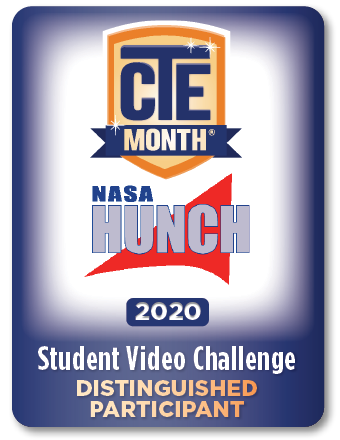 CTE
MONTH®
NASA
HUNCH
2020
Student Video Challenge
DISTINGUISHED
PARTICIPANT